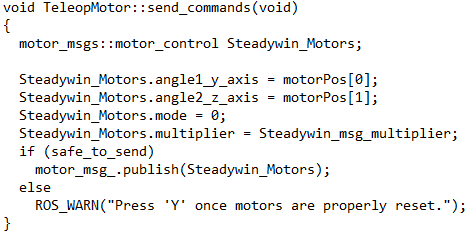 void TeleopMotor::send_commands(void)
{
  motor_msgs::motor_control Steadywin_Motors;

  Steadywin_Motors.angle1_y_axis = motorPos[0];
  Steadywin_Motors.angle2_z_axis = motorPos[1];
  Steadywin_Motors.mode = 0;
  Steadywin_Motors.multiplier = Steadywin_msg_multiplier;
  if (safe_to_send)
    motor_msg_.publish(Steadywin_Motors);
  else
    ROS_WARN("Press 'Y' once motors are properly reset.");
}